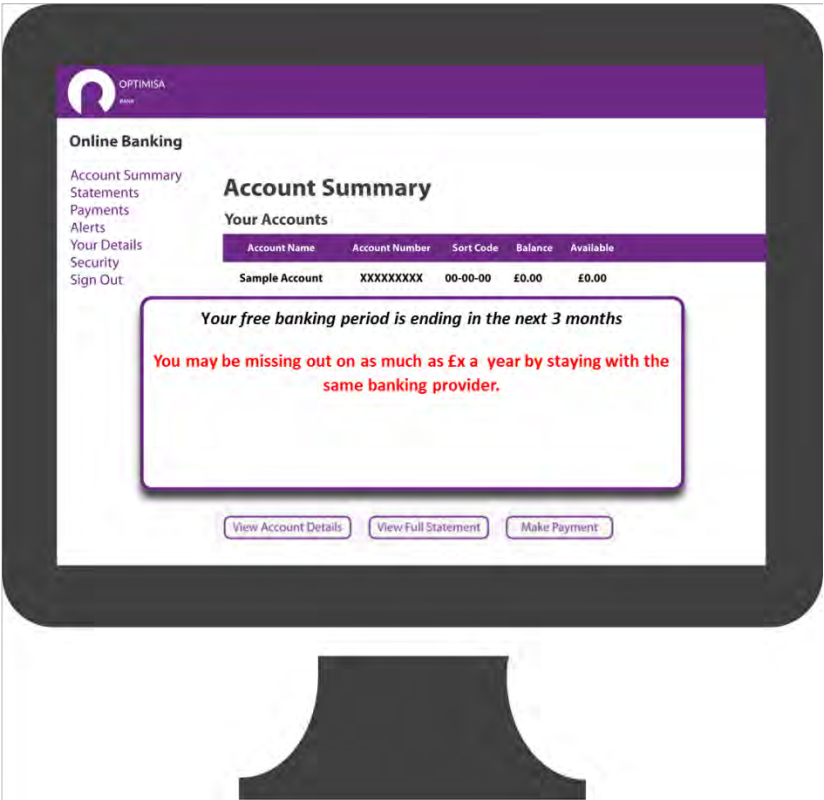 OPTIMISA
BANK
Online Banking
Account Summary
Statements
Payments
Alerts
Your Details
Security
Sign Out
Account Summary
Your Accounts
Account Name Account Number Sort Code Balance Available
Sample Account XXXXXXXXX 00-00-00 £0.00 £0.00
Your free banking period is ending in the next 3 months
You may be missing out on as much as £x a year by staying with the
same banking provider.
View Account Details View Full Statement Make Payment